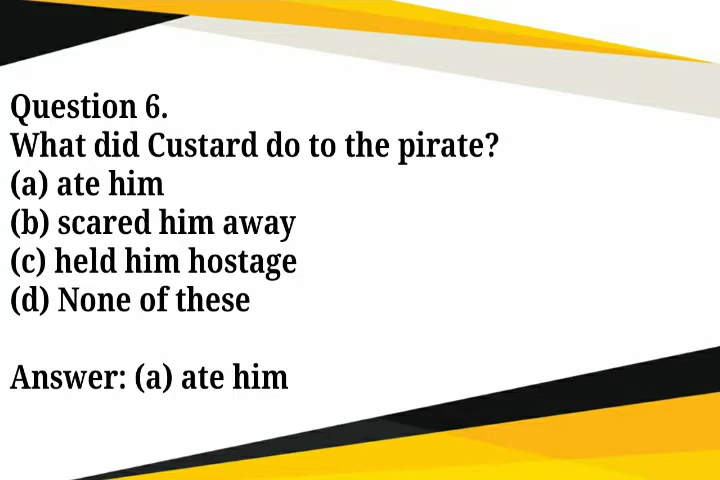 Question 6.
What did Custard do to the pirate?
(a) ate him
(b) scared him away
(c) held him hostage
(d) None of these
Answer: (a) ate him